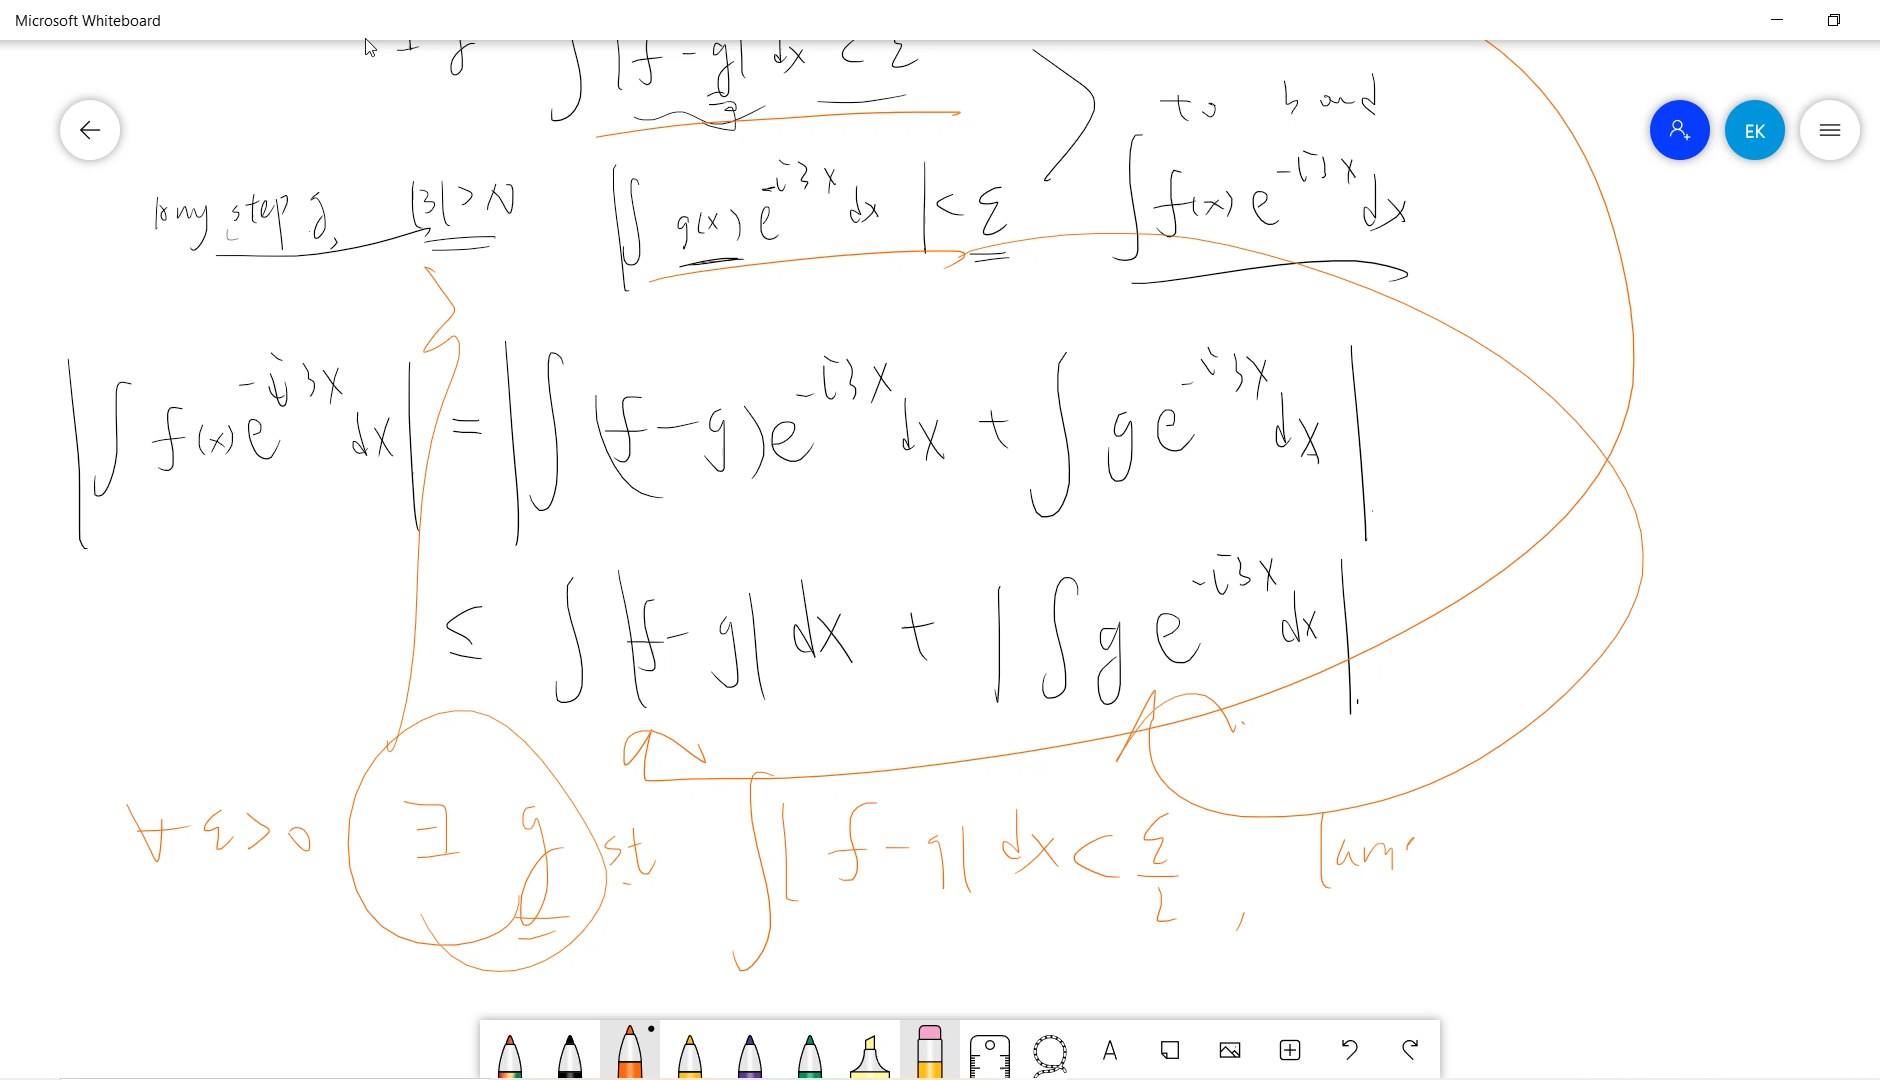 Microsoft Whiteboard
∃ g ∫ |f - g| dx < ε
to bound
any step g, |ξ| > N |∫ g(x) e^{-iξx} dx| < ε ∫ f(x) e^{-iξx} dx
EK
|∫ f(x) e^{-iξx} dx| = |∫ (f - g) e^{-iξx} dx + ∫ g e^{-iξx} dx|
≤ ∫ |f - g| dx + |∫ g e^{-iξx} dx|.
∀ ε > 0 ∃ g st ∫ | f - g | dx < ε/2 ,
A